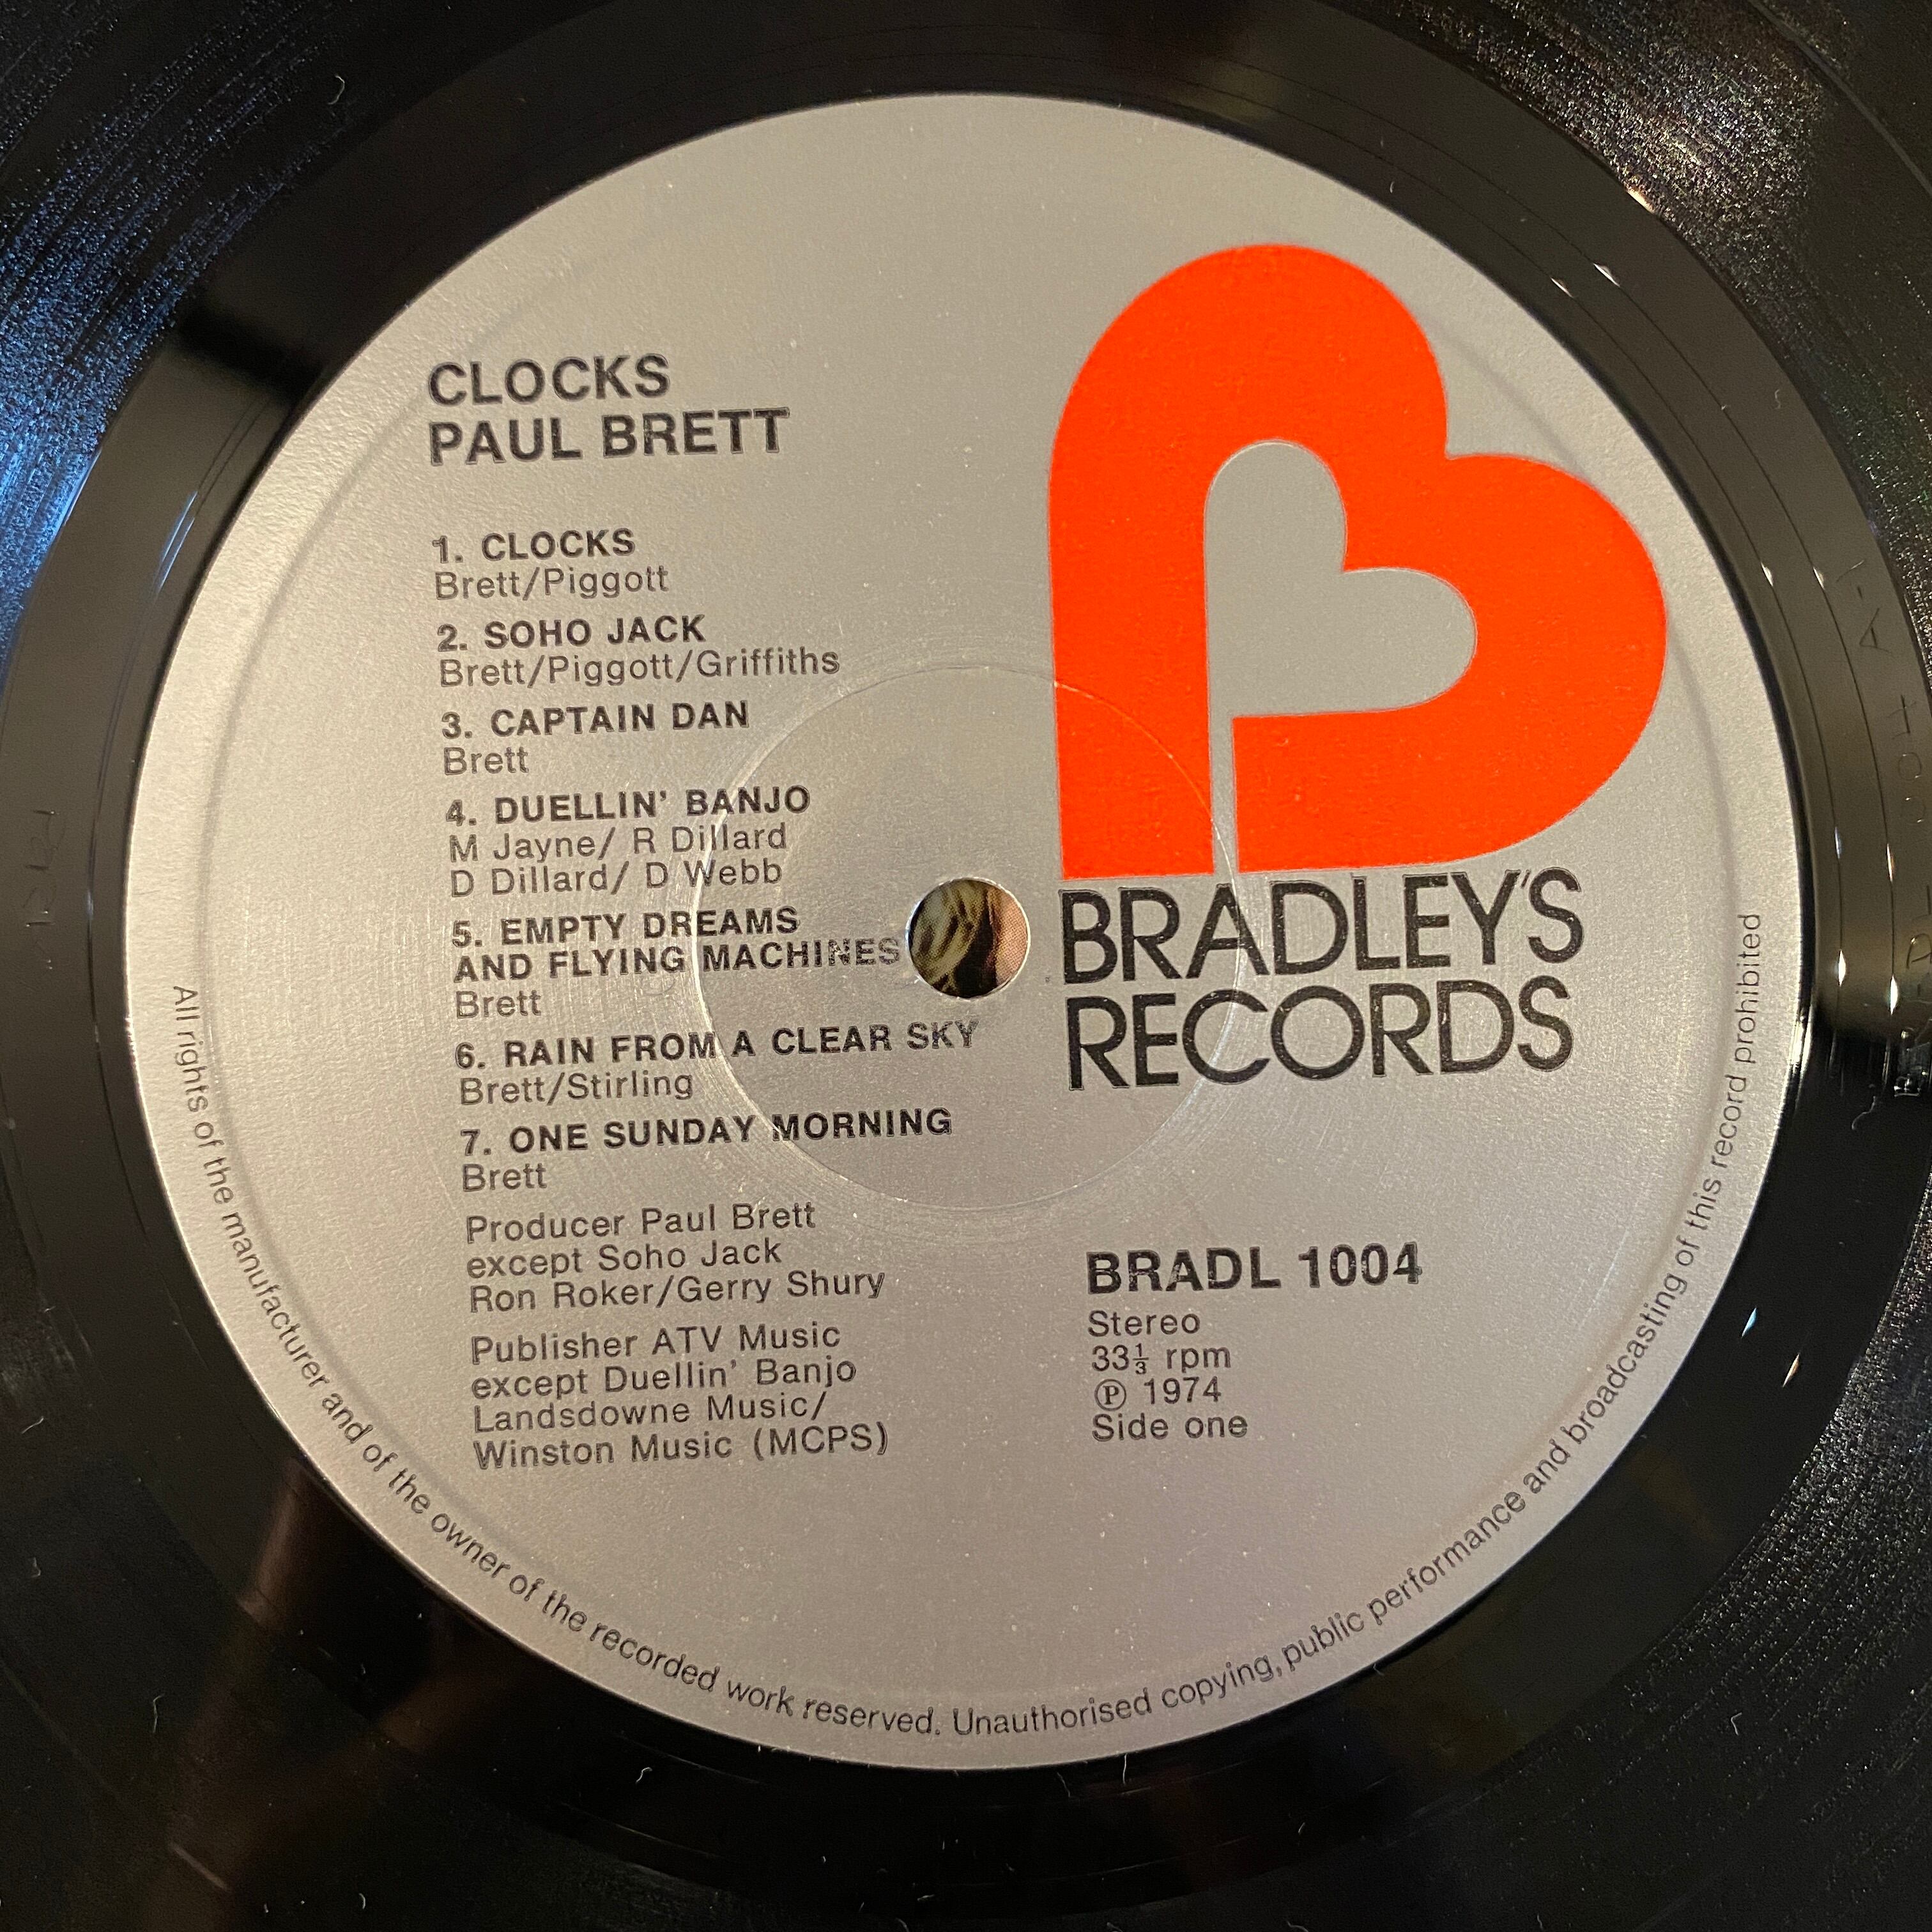 CLOCKS
PAUL BRETT
1. CLOCKS
Brett/Piggott
2. SOHO JACK
Brett/Piggott/Griffiths
3. CAPTAIN DAN
Brett
4. DUELLIN' BANJO
M Jayne/ R Dillard
D Dillard/ D Webb
5. EMPTY DREAMS
AND FLYING MACHINES
Brett
6. RAIN FROM A CLEAR SKY
Brett/Stirling
7. ONE SUNDAY MORNING
Brett
Producer Paul Brett
except Soho Jack
Ron Roker/Gerry Shury
Publisher ATV Music
except Duellin' Banjo
Landsdowne Music/
Winston Music (MCPS)
BRADLEY'S
RECORDS
BRADL 1004
Stereo
33⅓ rpm
℗ 1974
Side one
All rights of the manufacturer and of the owner of the recorded work reserved. Unauthorised copying, public performance and broadcasting of this record prohibited